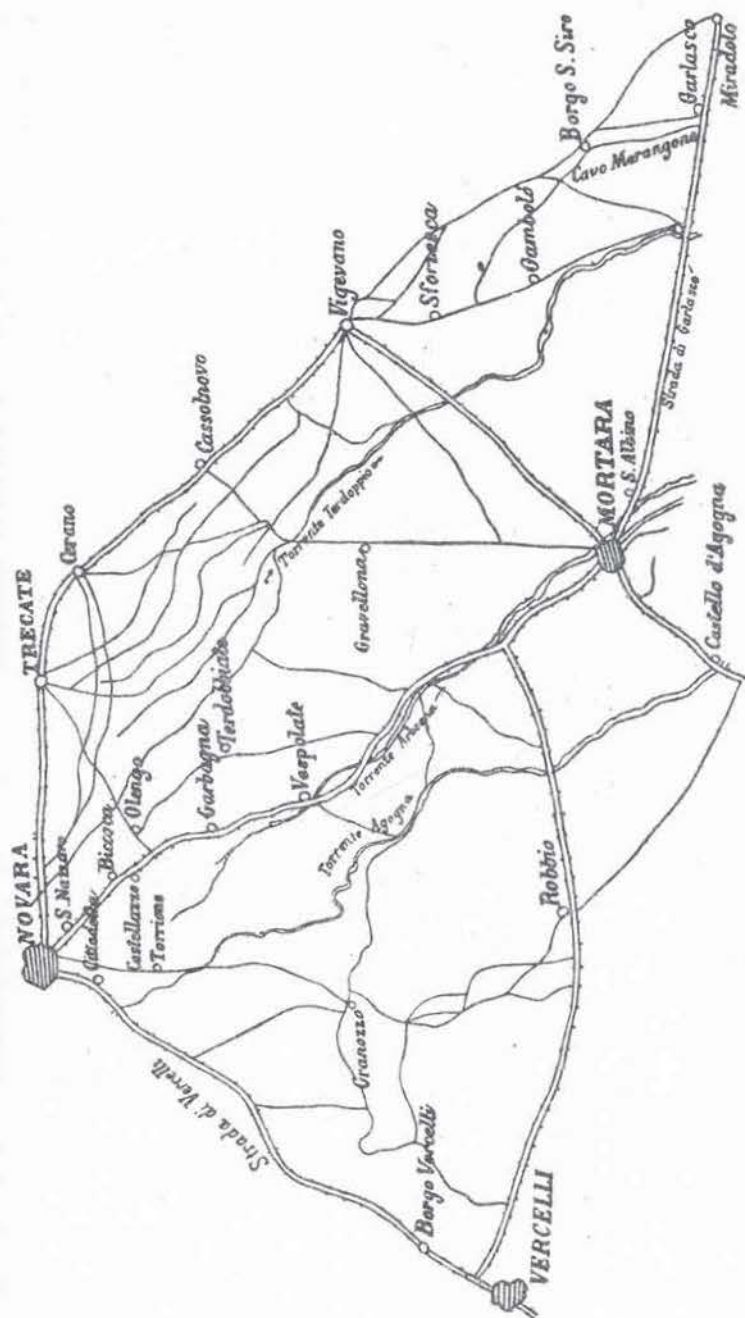 NOVARA
TRECATE
Cerano
Cassolnovo
Vigevano
Sforzesca
Gambolò
Borgo S. Siro
Cavo Marangone
Garlasco
Miradolo
Strada di Garlasco
S. Albino
MORTARA
Castello d'Agogna
Gravellona
Torrente Terdoppio
Terdobbiate
Garbagna
Vespolate
Olengo
Biccoca
S. Nazzaro
Cittadella
Castellazzo
Torrione
Torrente Arbogna
Torrente Agogna
Robbio
Granozzo
Strada di Vercelli
Borgo Vercelli
VERCELLI